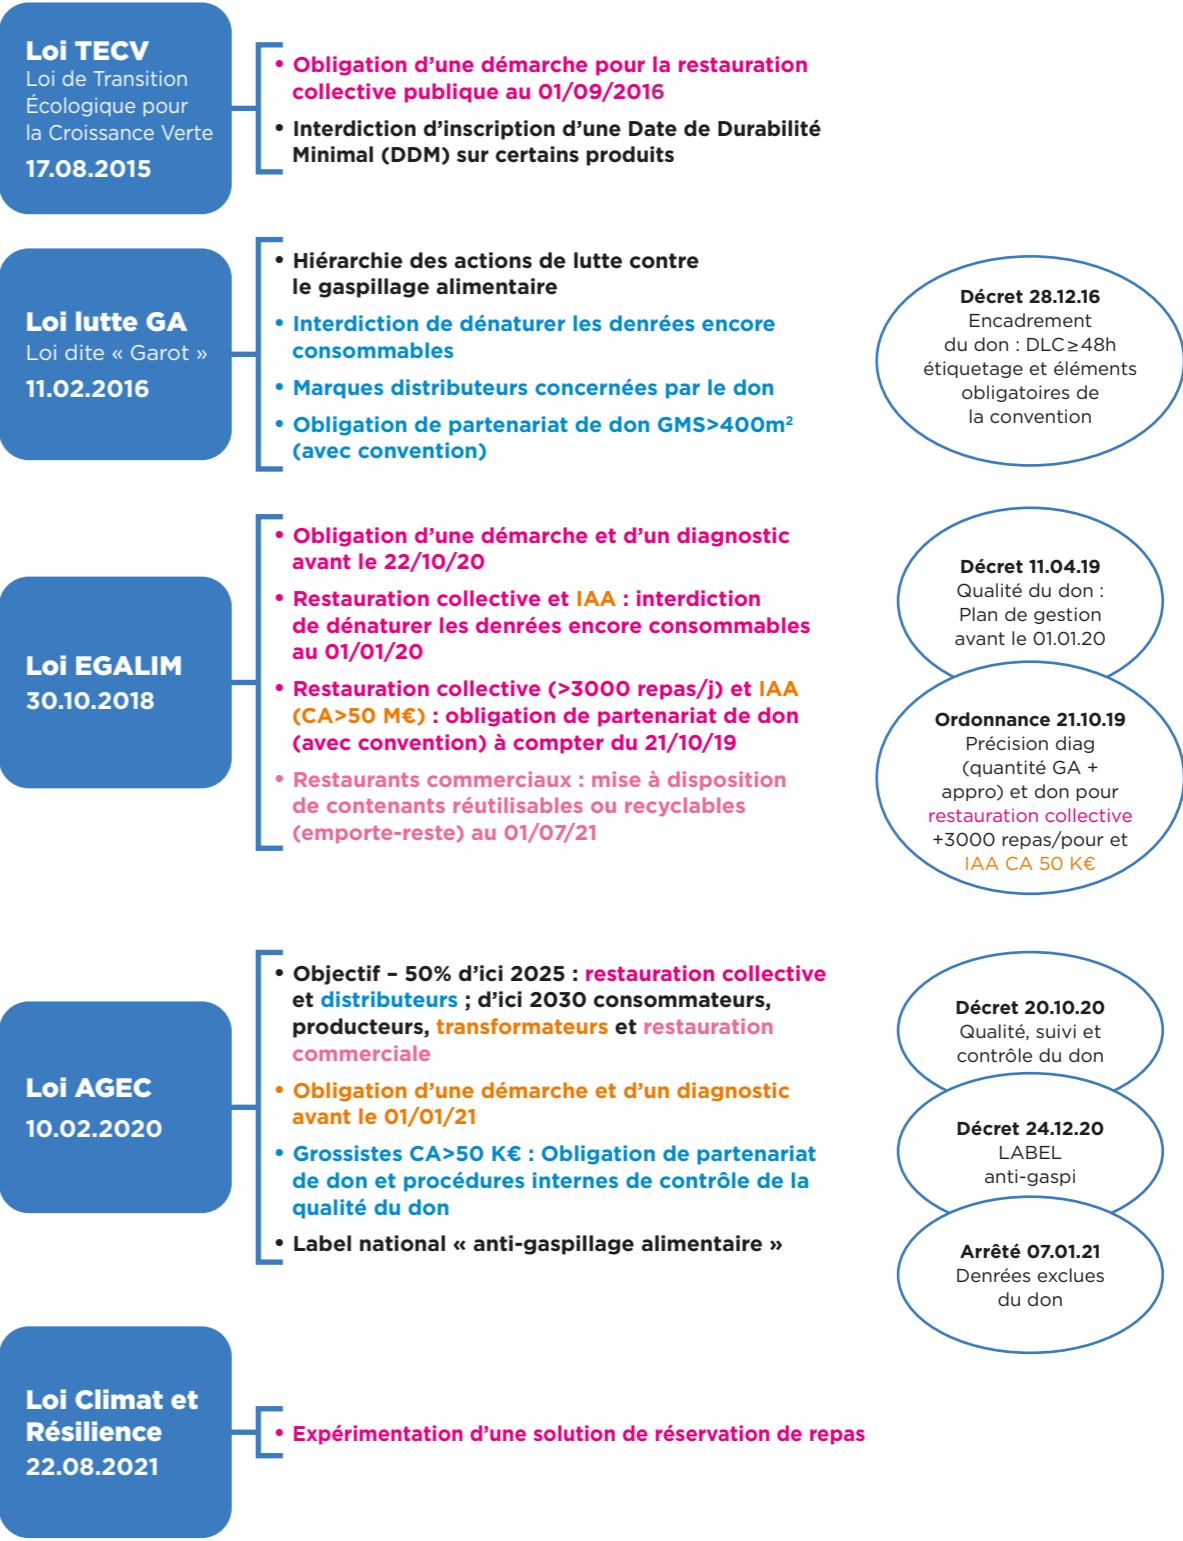 Loi TECV
Loi de Transition
Écologique pour
la Croissance Verte
17.08.2015
• Obligation d’une démarche pour la restauration
collective publique au 01/09/2016
• Interdiction d’inscription d’une Date de Durabilité
Minimal (DDM) sur certains produits
Loi lutte GA
Loi dite « Garot »
11.02.2016
• Hiérarchie des actions de lutte contre
le gaspillage alimentaire
• Interdiction de dénaturer les denrées encore
consommables
• Marques distributeurs concernées par le don
• Obligation de partenariat de don GMS>400m²
(avec convention)
Décret 28.12.16
Encadrement
du don : DLC≥48h
étiquetage et éléments
obligatoires de
la convention
Loi EGALIM
30.10.2018
• Obligation d’une démarche et d’un diagnostic
avant le 22/10/20
• Restauration collective et IAA : interdiction
de dénaturer les denrées encore consommables
au 01/01/20
• Restauration collective (>3000 repas/j) et IAA
(CA>50 M€) : obligation de partenariat de don
(avec convention) à compter du 21/10/19
• Restaurants commerciaux : mise à disposition
de contenants réutilisables ou recyclables
(emporte-reste) au 01/07/21
Décret 11.04.19
Qualité du don :
Plan de gestion
avant le 01.01.20
Ordonnance 21.10.19
Précision diag
(quantité GA +
appro) et don pour
restauration collective
+3000 repas/pour et
IAA CA 50 K€
Loi AGEC
10.02.2020
• Objectif – 50% d’ici 2025 : restauration collective
et distributeurs ; d’ici 2030 consommateurs,
producteurs, transformateurs et restauration
commerciale
• Obligation d’une démarche et d’un diagnostic
avant le 01/01/21
• Grossistes CA>50 K€ : Obligation de partenariat
de don et procédures internes de contrôle de la
qualité du don
• Label national « anti-gaspillage alimentaire »
Décret 20.10.20
Qualité, suivi et
contrôle du don
Décret 24.12.20
LABEL
anti-gaspi
Arrêté 07.01.21
Denrées exclues
du don
Loi Climat et
Résilience
22.08.2021
• Expérimentation d’une solution de réservation de repas